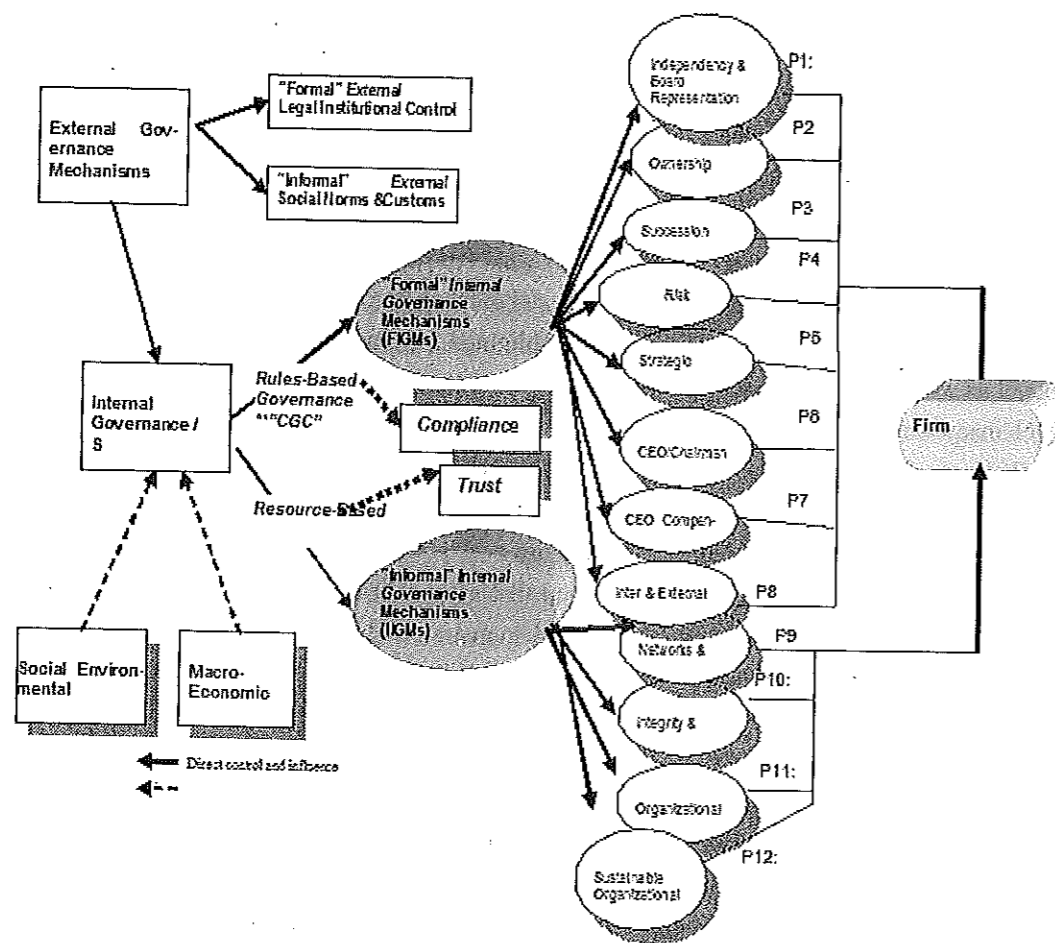 External Gov-
ernance
Mechanisms
"Formal" External
Legal Institutional Control
"Informal" External
Social Norms &Customs
Internal
Governance /
S
Rules-Based
Governance
"CGC"
Resource-Based
Compliance
Trust
"Formal" Internal
Governance
Mechanisms
(FIGMs)
"Informal" Internal
Governance
Mechanisms
(IIGMs)
Social Environ-
mental
Macro-
Economic
Direct control and influence
Independency &
Board
Representation
Ownership
Succession
Risk
Strategic
CEO/Chairman
CEO Compen-
Inter & External
Networks &
Integrity &
Organizational
Sustainable
Organizational
P1:
P2
P3
P4
P5
P6
P7
P8
P9
P10:
P11:
P12:
Firm